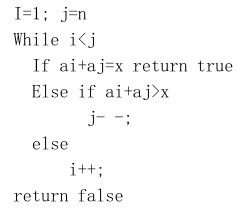 I=1; j=n
While i<j
If ai+aj=x return true
Else if ai+aj>x
j- -;
else
i++;
return false